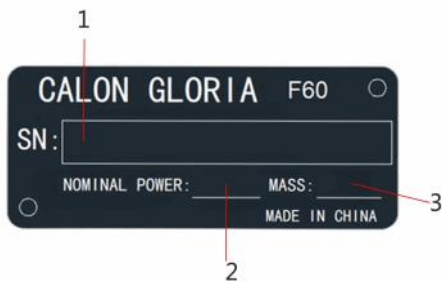 1
CALON GLORIA F60
SN:
NOMINAL POWER: MASS:
3
MADE IN CHINA
2